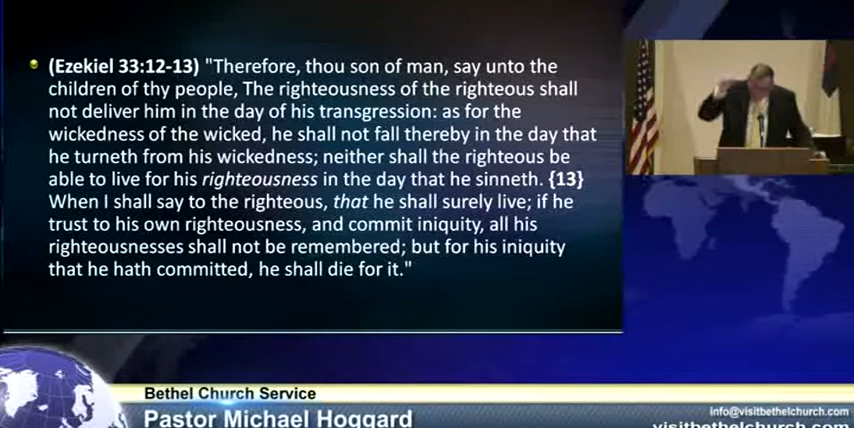 (Ezekiel 33:12-13) "Therefore, thou son of man, say unto the
children of thy people, The righteousness of the righteous shall
not deliver him in the day of his transgression: as for the
wickedness of the wicked, he shall not fall thereby in the day that
he turneth from his wickedness; neither shall the righteous be
able to live for his righteousness in the day that he sinneth. {13}
When I shall say to the righteous, that he shall surely live; if he
trust to his own righteousness, and commit iniquity, all his
righteousnesses shall not be remembered; but for his iniquity
that he hath committed, he shall die for it."
Bethel Church Service
Pastor Michael Hoggard
info@visitbethelchurch.com
visitbethelchurch.com